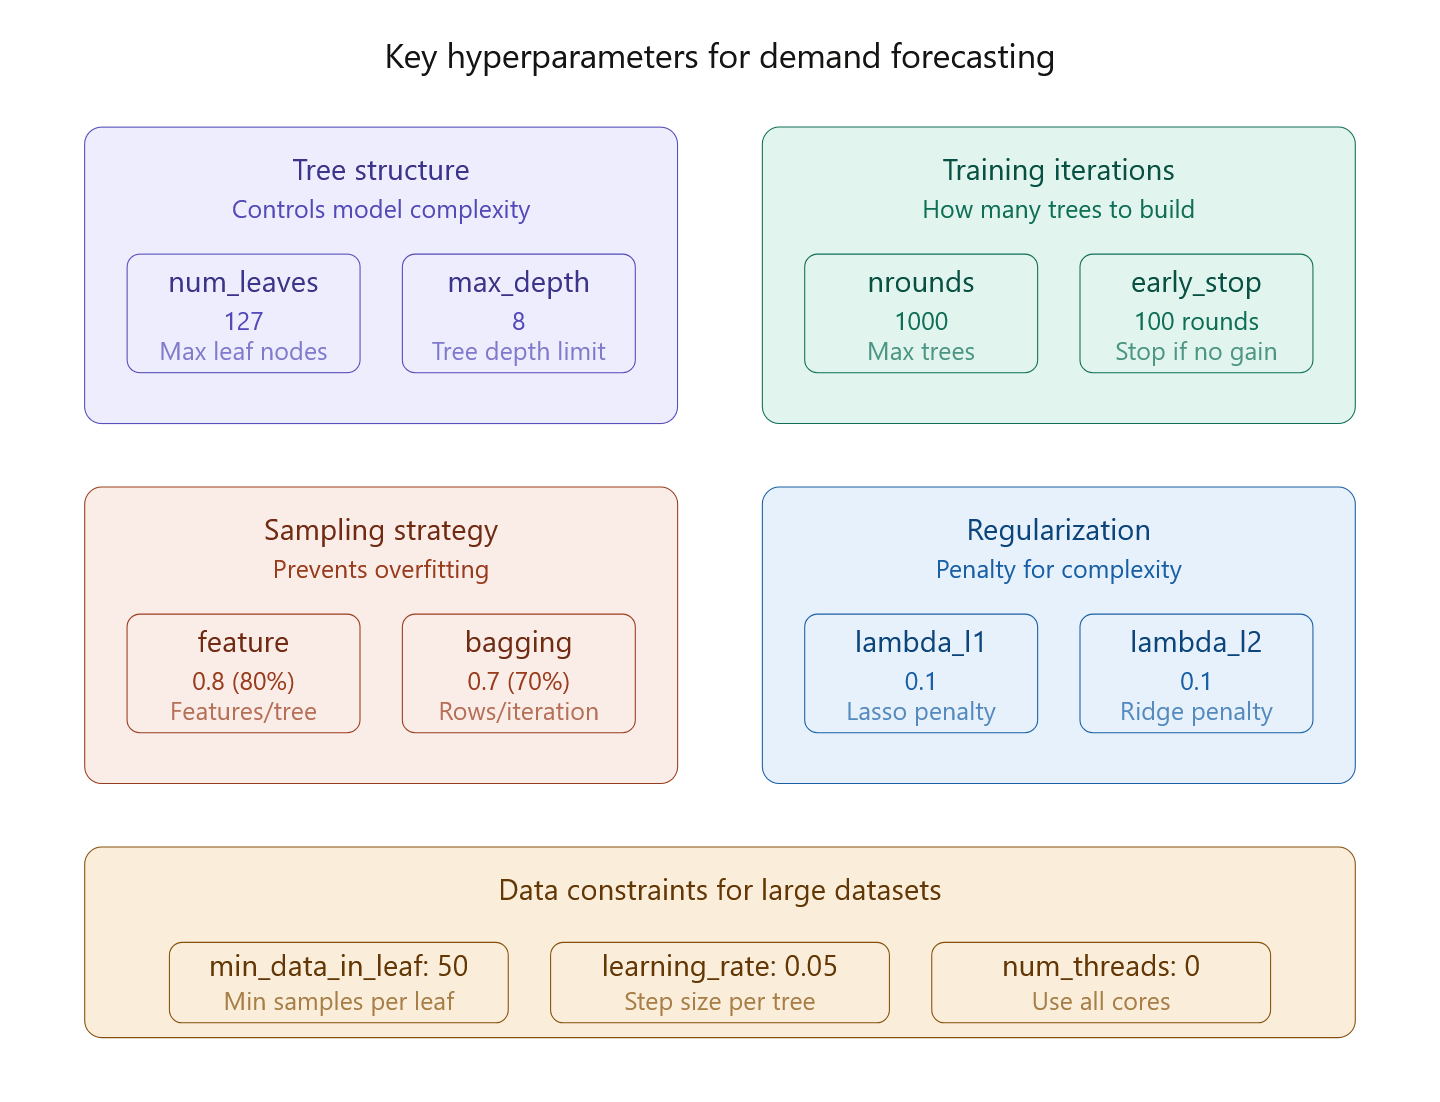 Key hyperparameters for demand forecasting
Tree structure
Controls model complexity
num_leaves
127
Max leaf nodes
max_depth
8
Tree depth limit
Training iterations
How many trees to build
nrounds
1000
Max trees
early_stop
100 rounds
Stop if no gain
Sampling strategy
Prevents overfitting
feature
0.8 (80%)
Features/tree
bagging
0.7 (70%)
Rows/iteration
Regularization
Penalty for complexity
lambda_l1
0.1
Lasso penalty
lambda_l2
0.1
Ridge penalty
Data constraints for large datasets
min_data_in_leaf: 50
Min samples per leaf
learning_rate: 0.05
Step size per tree
num_threads: 0
Use all cores